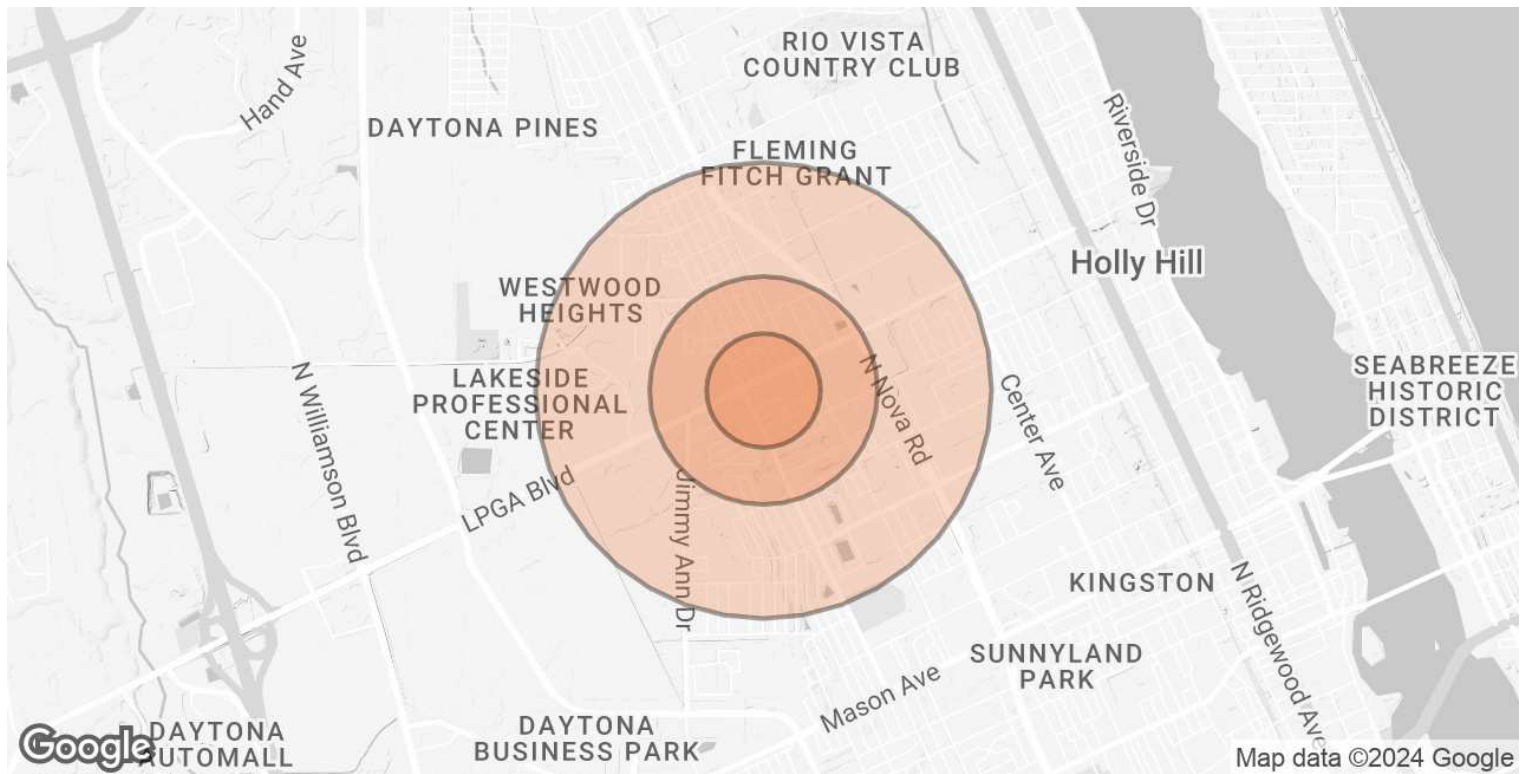 RIO VISTA
COUNTRY CLUB
Hand Ave
Riverside Dr
DAYTONA PINES
FLEMING
FITCH GRANT
Holly Hill
WESTWOOD
HEIGHTS
N Williamson Blvd
LAKESIDE
PROFESSIONAL
CENTER
N Nova Rd
Center Ave
SEABREEZE
HISTORIC
DISTRICT
LPGA Blvd
Jimmy Ann Dr
KINGSTON
N Ridgewood Ave
SUNNYLAND
PARK
Mason Ave
DAYTONA
AUTOMALL
DAYTONA
BUSINESS PARK
Google
Map data ©2024 Google